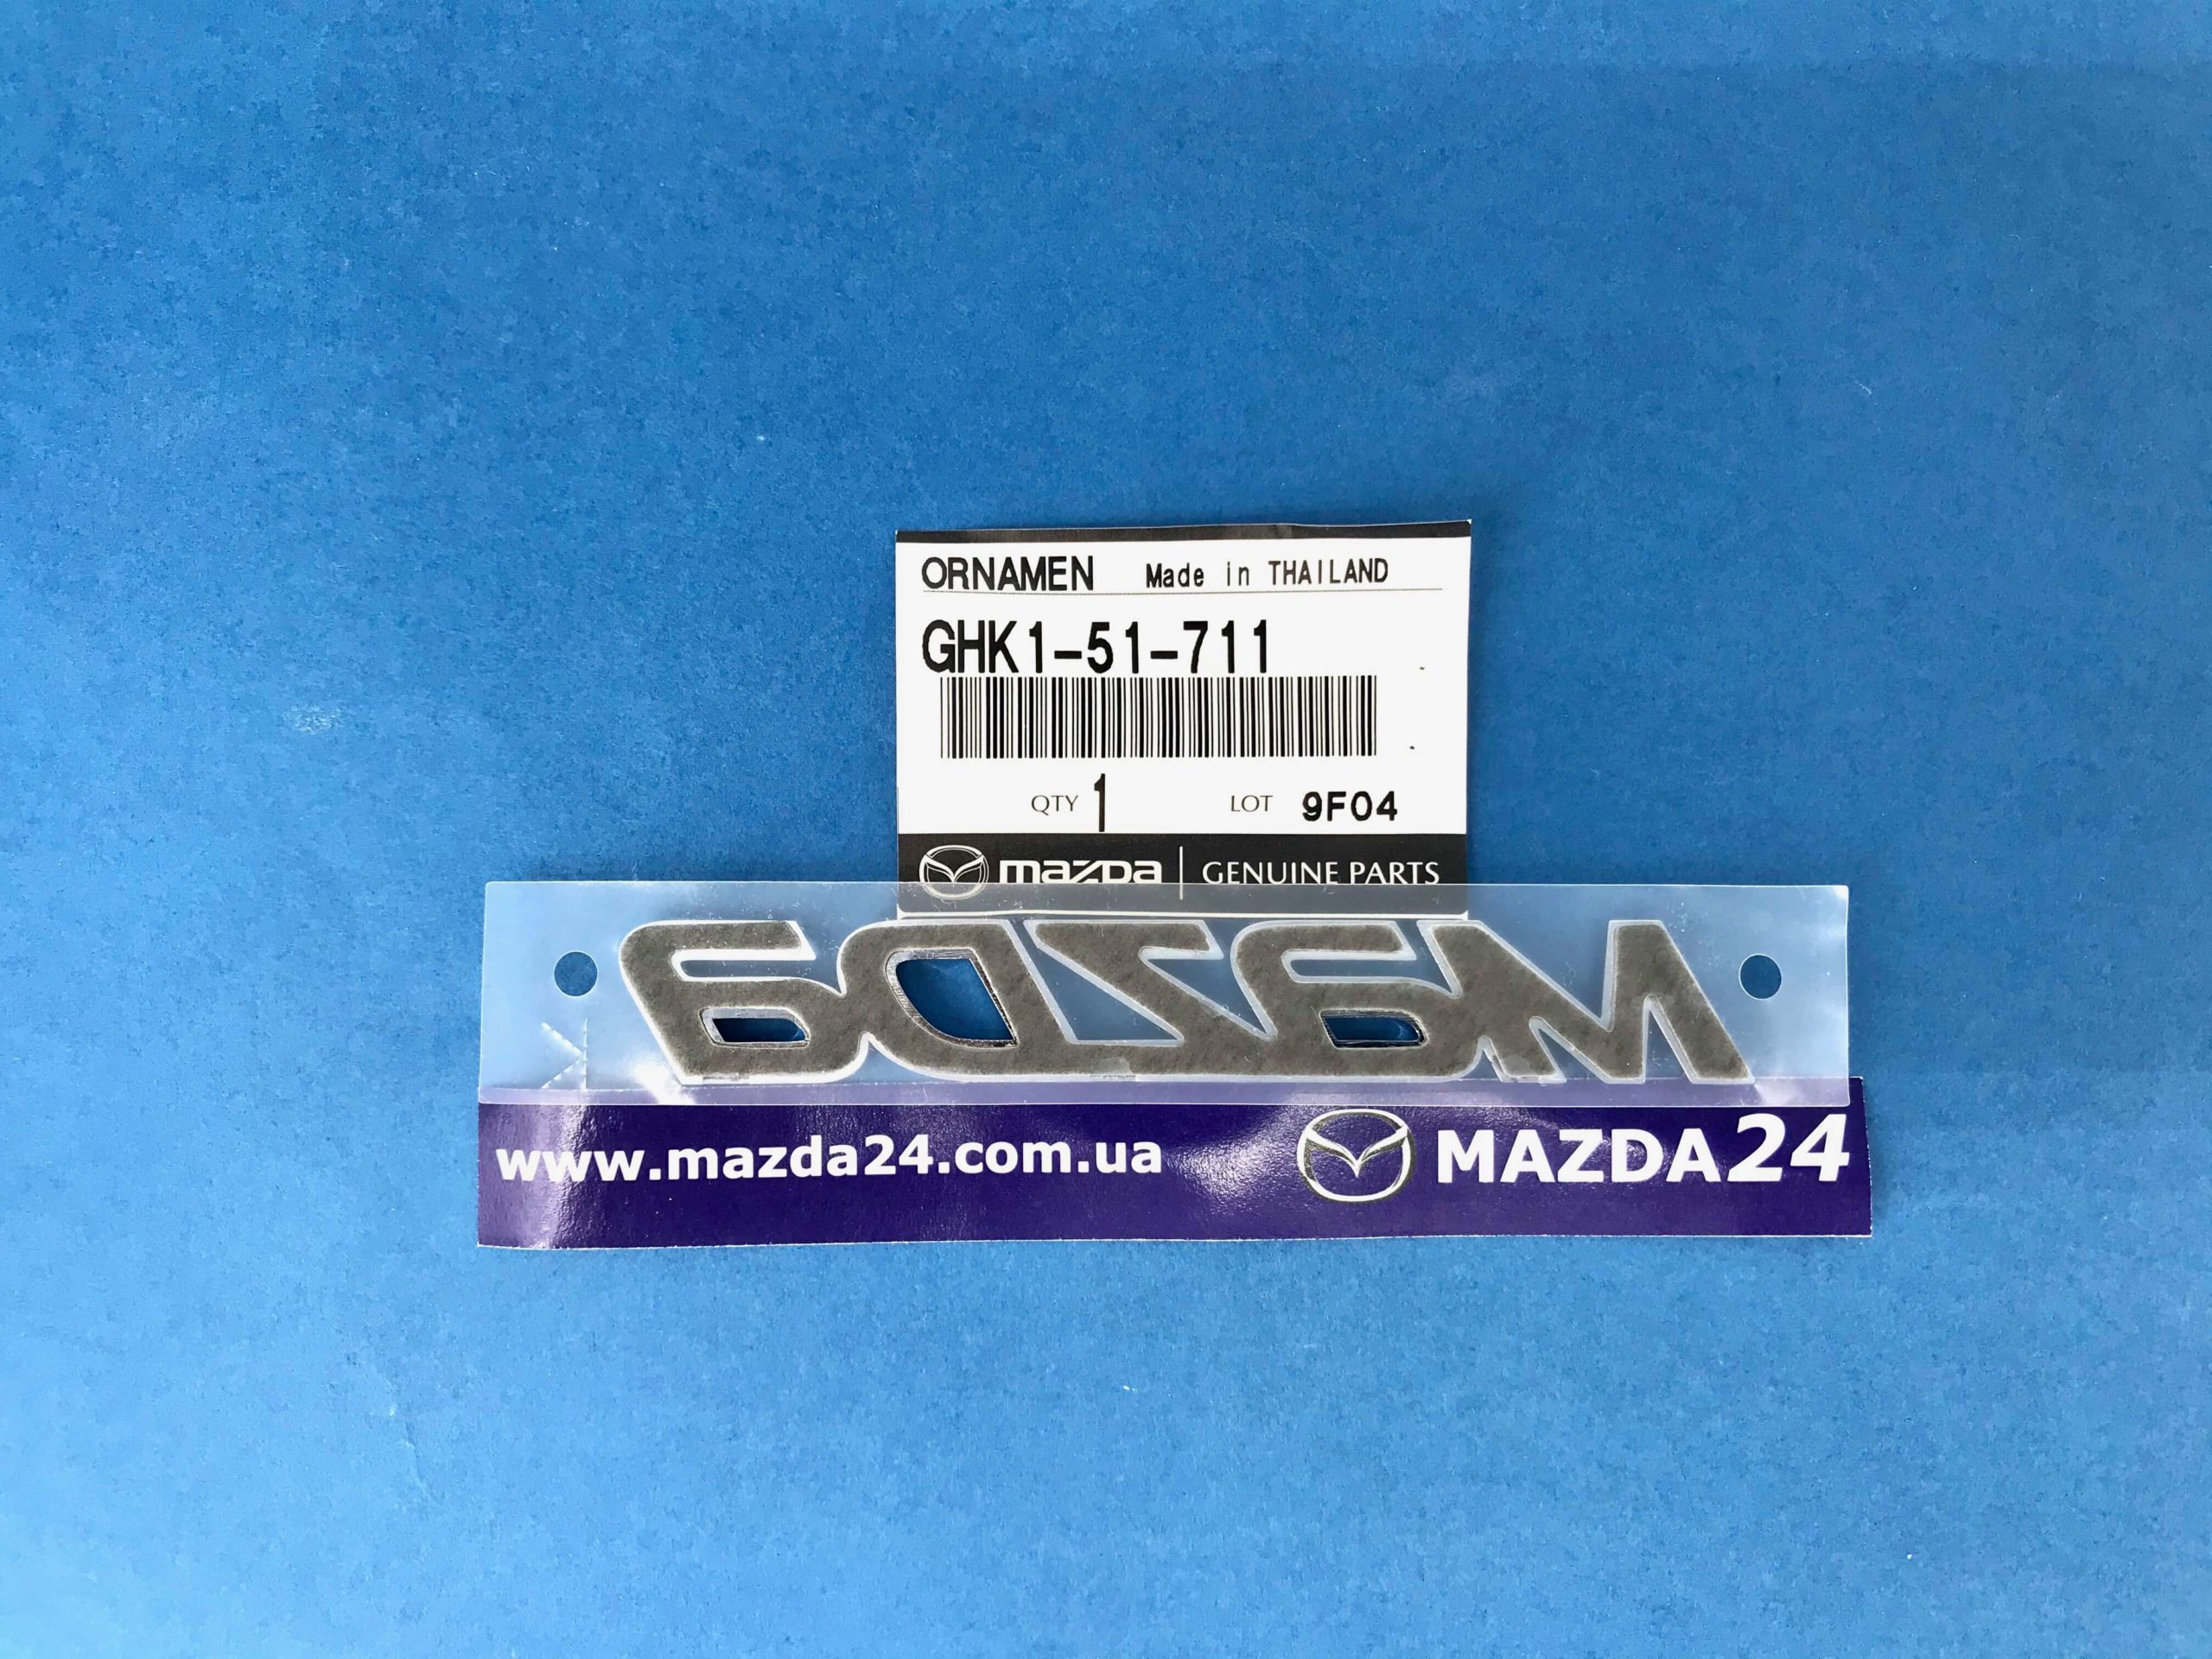 ORNAMEN Made in THAILAND
GHK1-51-711
QTY 1 LOT 9F04
mazda GENUINE PARTS
Mazda
www.mazda24.com.ua MAZDA24